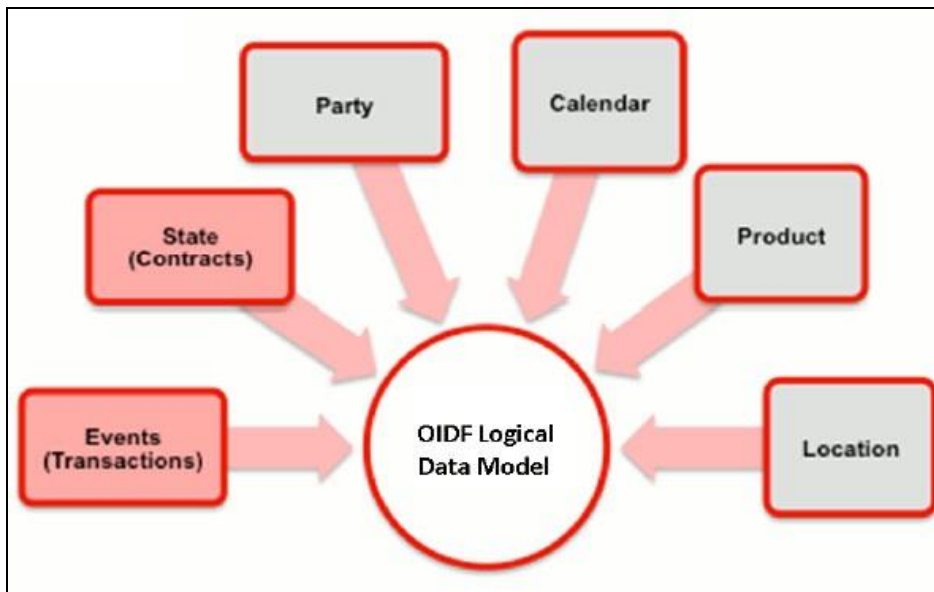 Party
Calendar
State
(Contracts)
Product
Events
(Transactions)
OIDF Logical
Data Model
Location